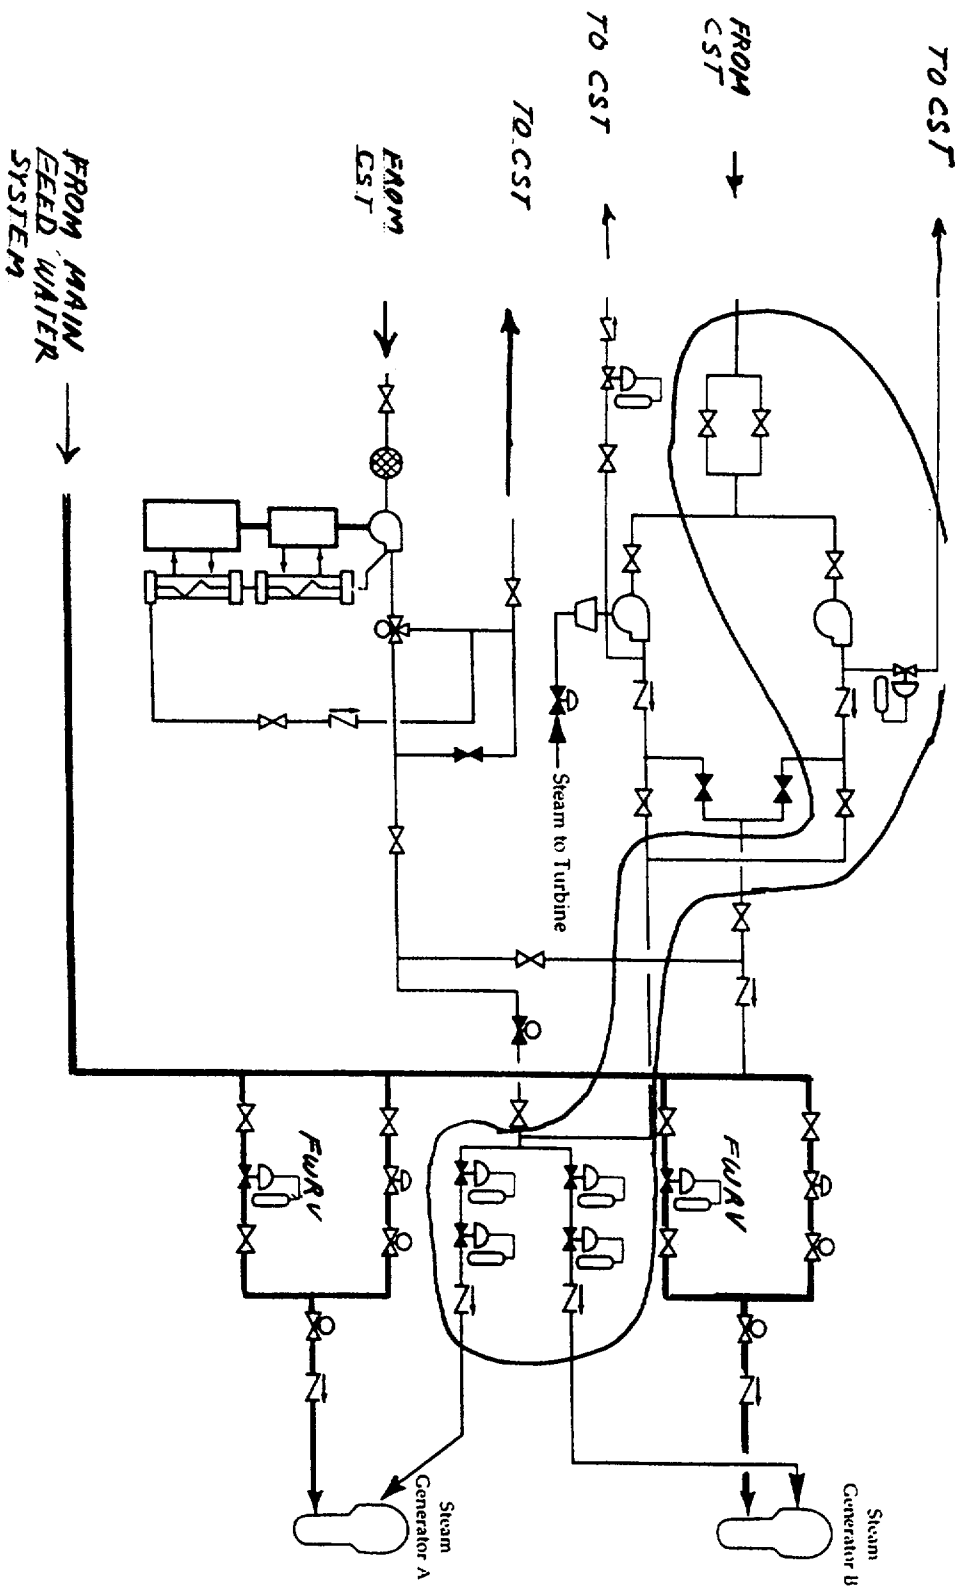 TO CST
FROM
CST
TO CST
TO CST
FROM
CST
FROM MAIN
FEED WATER
SYSTEM
Steam to Turbine
FWRV
FWRV
Steam
Generator B
Steam
Generator A